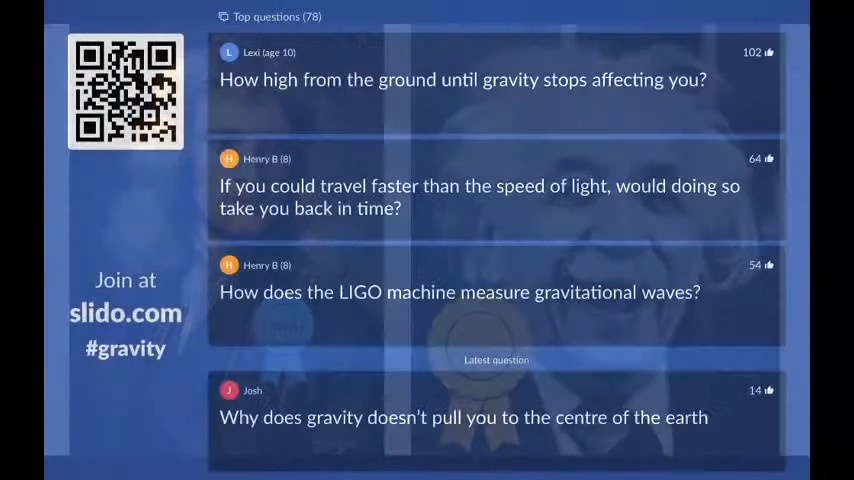 Top questions (78)
L Lexi (age 10) 102
How high from the ground until gravity stops affecting you?
H Henry B (8) 64
If you could travel faster than the speed of light, would doing so
take you back in time?
H Henry B (8) 54
How does the LIGO machine measure gravitational waves?
Join at
slido.com
#gravity
Latest question
J Josh 14
Why does gravity doesn't pull you to the centre of the earth